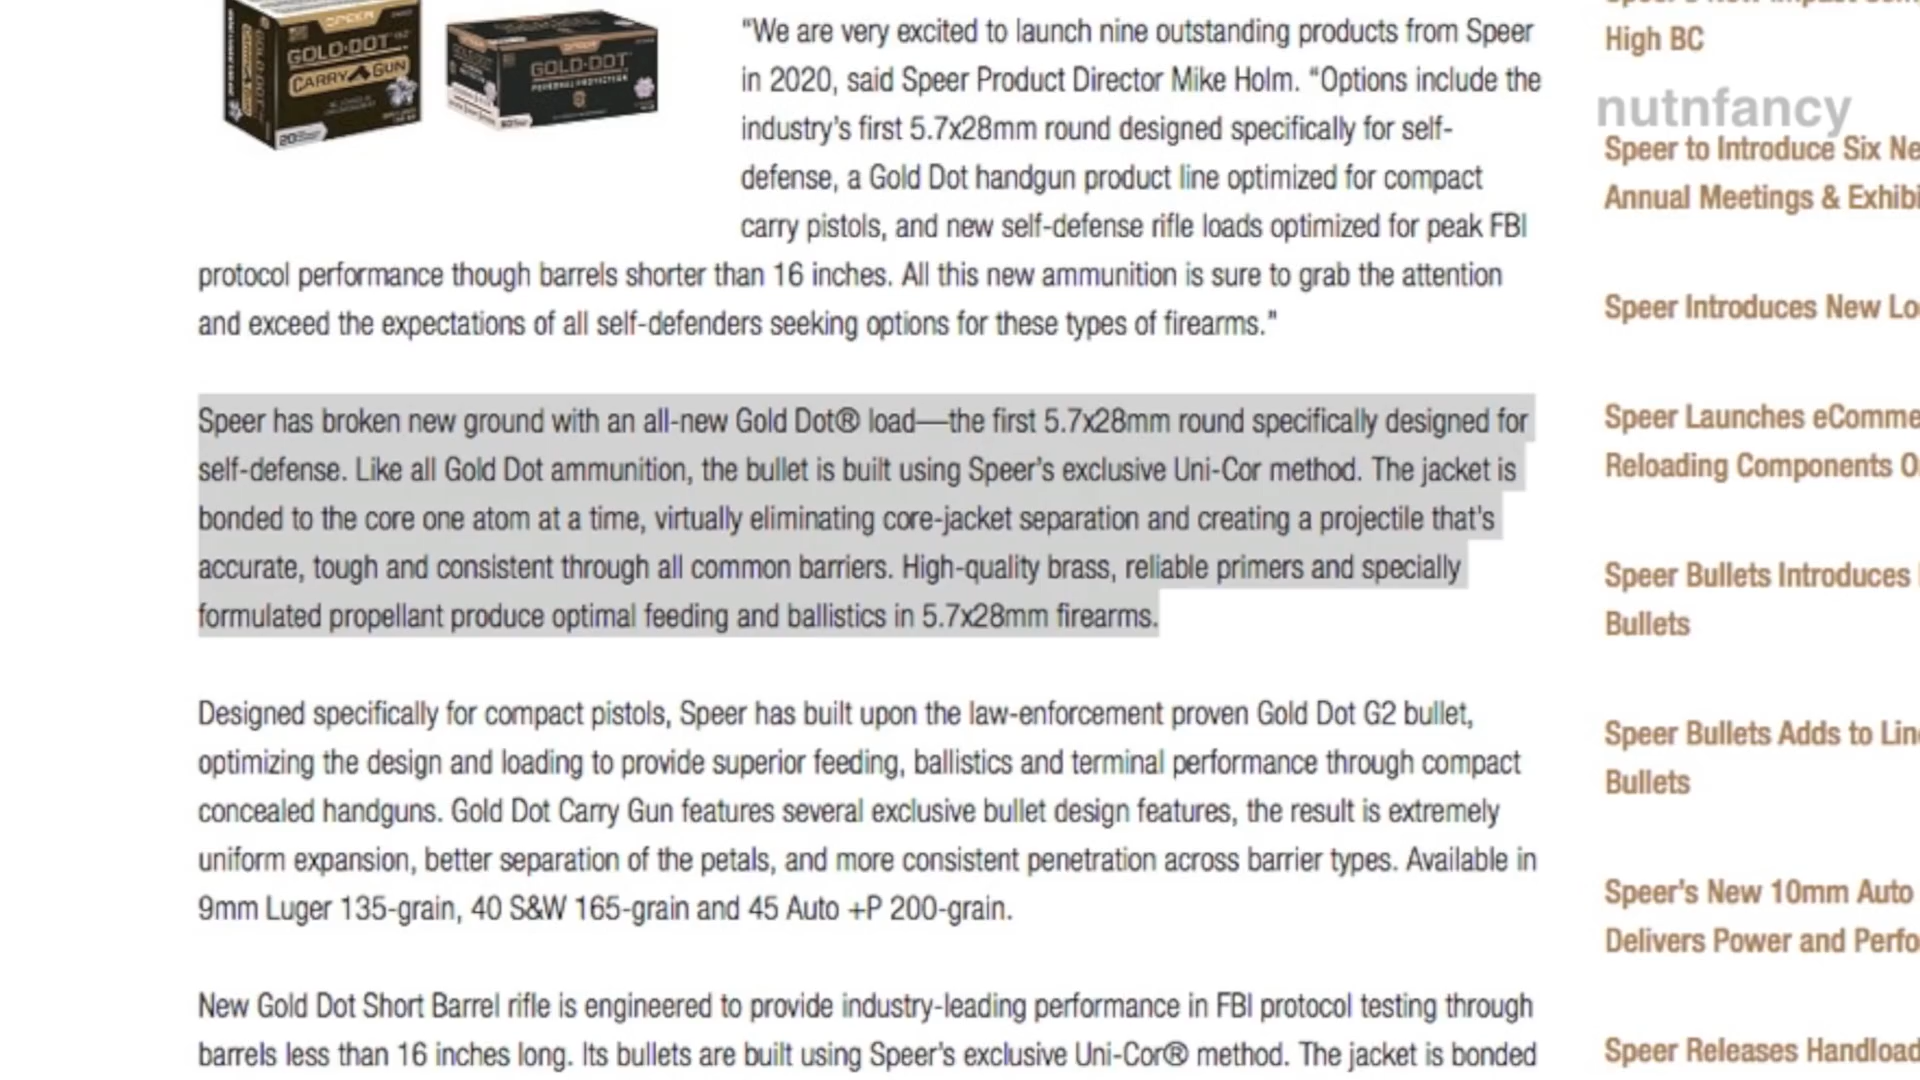 SPEER
GOLD DOT
CARRY GUN
20
SPEER
GOLD DOT
PERSONAL PROTECTION
"We are very excited to launch nine outstanding products from Speer
in 2020, said Speer Product Director Mike Holm. "Options include the
industry's first 5.7x28mm round designed specifically for self-
defense, a Gold Dot handgun product line optimized for compact
carry pistols, and new self-defense rifle loads optimized for peak FBI
protocol performance though barrels shorter than 16 inches. All this new ammunition is sure to grab the attention
and exceed the expectations of all self-defenders seeking options for these types of firearms."
Speer has broken new ground with an all-new Gold Dot® load—the first 5.7x28mm round specifically designed for
self-defense. Like all Gold Dot ammunition, the bullet is built using Speer's exclusive Uni-Cor method. The jacket is
bonded to the core one atom at a time, virtually eliminating core-jacket separation and creating a projectile that's
accurate, tough and consistent through all common barriers. High-quality brass, reliable primers and specially
formulated propellant produce optimal feeding and ballistics in 5.7x28mm firearms.
Designed specifically for compact pistols, Speer has built upon the law-enforcement proven Gold Dot G2 bullet,
optimizing the design and loading to provide superior feeding, ballistics and terminal performance through compact
concealed handguns. Gold Dot Carry Gun features several exclusive bullet design features, the result is extremely
uniform expansion, better separation of the petals, and more consistent penetration across barrier types. Available in
9mm Luger 135-grain, 40 S&W 165-grain and 45 Auto +P 200-grain.
New Gold Dot Short Barrel rifle is engineered to provide industry-leading performance in FBI protocol testing through
barrels less than 16 inches long. Its bullets are built using Speer's exclusive Uni-Cor® method. The jacket is bonded
High BC
nutnfancy
Speer to Introduce Six Ne
Annual Meetings & Exhibi
Speer Introduces New Lo
Speer Launches eComme
Reloading Components O
Speer Bullets Introduces
Bullets
Speer Bullets Adds to Lin
Bullets
Speer's New 10mm Auto
Delivers Power and Perfo
Speer Releases Handload